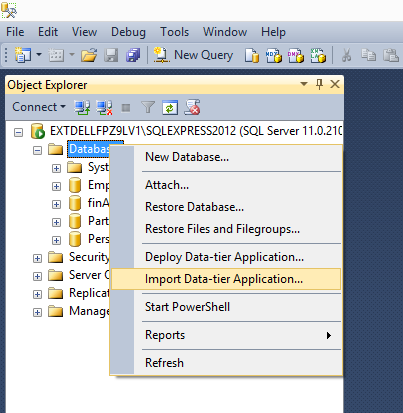 File Edit View Debug Tools Window Help
New Query
MDX DMX
Object Explorer
Connect
EXTDELLFPZ9LV1\SQLEXPRESS2012 (SQL Server 11.0.210
Databas
Syst
Emp
finA
Part
Pers
Security
Server O
Replicat
Manage
New Database...
Attach...
Restore Database...
Restore Files and Filegroups...
Deploy Data-tier Application...
Import Data-tier Application...
Start PowerShell
Reports
Refresh